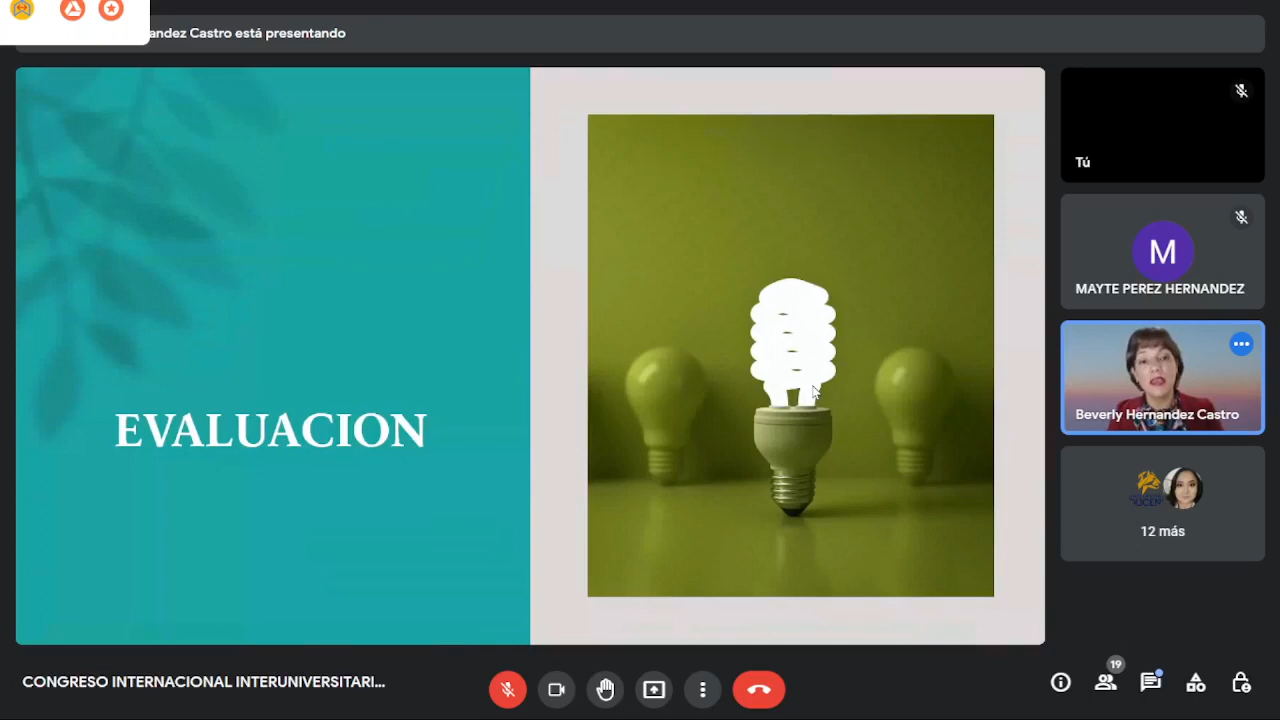 andez Castro está presentando
EVALUACION
Tú
M
MAYTE PEREZ HERNANDEZ
Beverly Hernandez Castro
12 más
CONGRESO INTERNACIONAL INTERUNIVERSITARI...
19